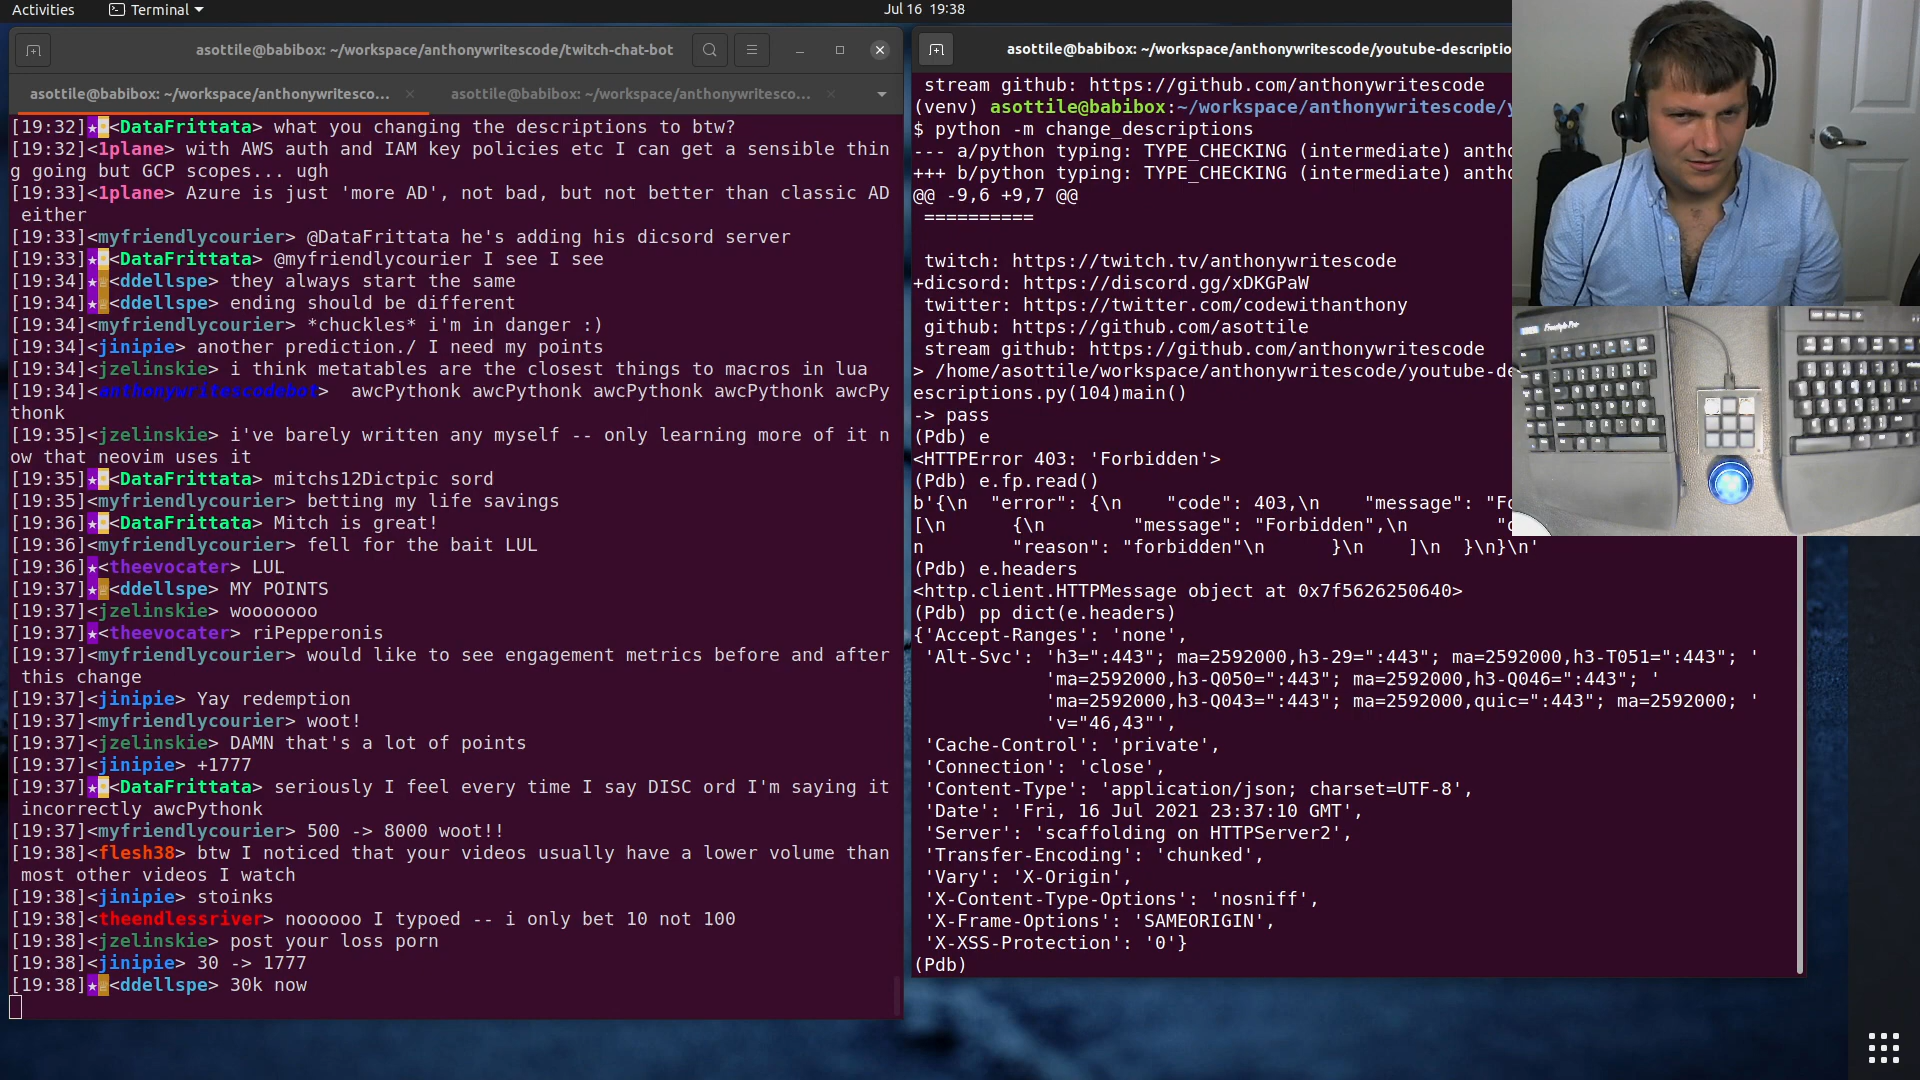 Activities
Terminal
Jul 16 19:38
asottile@babibox: ~/workspace/anthonywritescode/twitch-chat-bot
asottile@babibox: ~/workspace/anthonywritesco...
asottile@babibox: ~/workspace/anthonywritesco...
[19:32]<DataFrittata> what you changing the descriptions to btw?
[19:32]<1plane> with AWS auth and IAM key policies etc I can get a sensible thin
g going but GCP scopes... ugh
[19:33]<1plane> Azure is just 'more AD', not bad, but not better than classic AD
either
[19:33]<myfriendlycourier> @DataFrittata he's adding his dicsord server
[19:33]<DataFrittata> @myfriendlycourier I see I see
[19:34]<ddellspe> they always start the same
[19:34]<ddellspe> ending should be different
[19:34]<myfriendlycourier> *chuckles* i'm in danger :)
[19:34]<jinipie> another prediction./ I need my points
[19:34]<jzelinskie> i think metatables are the closest things to macros in lua
[19:34]<anthonywritescodebot> awcPythonk awcPythonk awcPythonk awcPythonk awcPy
thonk
[19:35]<jzelinskie> i've barely written any myself -- only learning more of it n
ow that neovim uses it
[19:35]<DataFrittata> mitchs12Dictpic sord
[19:35]<myfriendlycourier> betting my life savings
[19:36]<DataFrittata> Mitch is great!
[19:36]<myfriendlycourier> fell for the bait LUL
[19:36]<theevocater> LUL
[19:37]<ddellspe> MY POINTS
[19:37]<jzelinskie> wooooooo
[19:37]<theevocater> riPepperonis
[19:37]<myfriendlycourier> would like to see engagement metrics before and after
this change
[19:37]<jinipie> Yay redemption
[19:37]<myfriendlycourier> woot!
[19:37]<jzelinskie> DAMN that's a lot of points
[19:37]<jinipie> +1777
[19:37]<DataFrittata> seriously I feel every time I say DISC ord I'm saying it
incorrectly awcPythonk
[19:37]<myfriendlycourier> 500 -> 8000 woot!!
[19:38]<flesh38> btw I noticed that your videos usually have a lower volume than
most other videos I watch
[19:38]<jinipie> stoinks
[19:38]<theendlessriver> noooooo I typoed -- i only bet 10 not 100
[19:38]<jzelinskie> post your loss porn
[19:38]<jinipie> 30 -> 1777
[19:38]<ddellspe> 30k now
asottile@babibox: ~/workspace/anthonywritescode/youtube-descriptio
stream github: https://github.com/anthonywritescode
(venv) asottile@babibox:~/workspace/anthonywritescode/y
$ python -m change_descriptions
--- a/python typing: TYPE_CHECKING (intermediate) antho
+++ b/python typing: TYPE_CHECKING (intermediate) antho
@@ -9,6 +9,7 @@
==========
twitch: https://twitch.tv/anthonywritescode
+dicsord: https://discord.gg/xDKGPaW
twitter: https://twitter.com/codewithanthony
github: https://github.com/asottile
stream github: https://github.com/anthonywritescode
> /home/asottile/workspace/anthonywritescode/youtube-de
escriptions.py(104)main()
-> pass
(Pdb) e
<HTTPError 403: 'Forbidden'>
(Pdb) e.fp.read()
b'{\n  "error": {\n    "code": 403,\n    "message": "Fo
[\n      {\n        "message": "Forbidden",\n        "d
n        "reason": "forbidden"\n      }\n    ]\n  }\n}\n'
(Pdb) e.headers
<http.client.HTTPMessage object at 0x7f5626250640>
(Pdb) pp dict(e.headers)
{'Accept-Ranges': 'none',
'Alt-Svc': 'h3=":443"; ma=2592000,h3-29=":443"; ma=2592000,h3-T051=":443"; '
'ma=2592000,h3-Q050=":443"; ma=2592000,h3-Q046=":443"; '
'ma=2592000,h3-Q043=":443"; ma=2592000,quic=":443"; ma=2592000; '
'v="46,43"',
'Cache-Control': 'private',
'Connection': 'close',
'Content-Type': 'application/json; charset=UTF-8',
'Date': 'Fri, 16 Jul 2021 23:37:10 GMT',
'Server': 'scaffolding on HTTPServer2',
'Transfer-Encoding': 'chunked',
'Vary': 'X-Origin',
'X-Content-Type-Options': 'nosniff',
'X-Frame-Options': 'SAMEORIGIN',
'X-XSS-Protection': '0'}
(Pdb)
Freestyle Pro